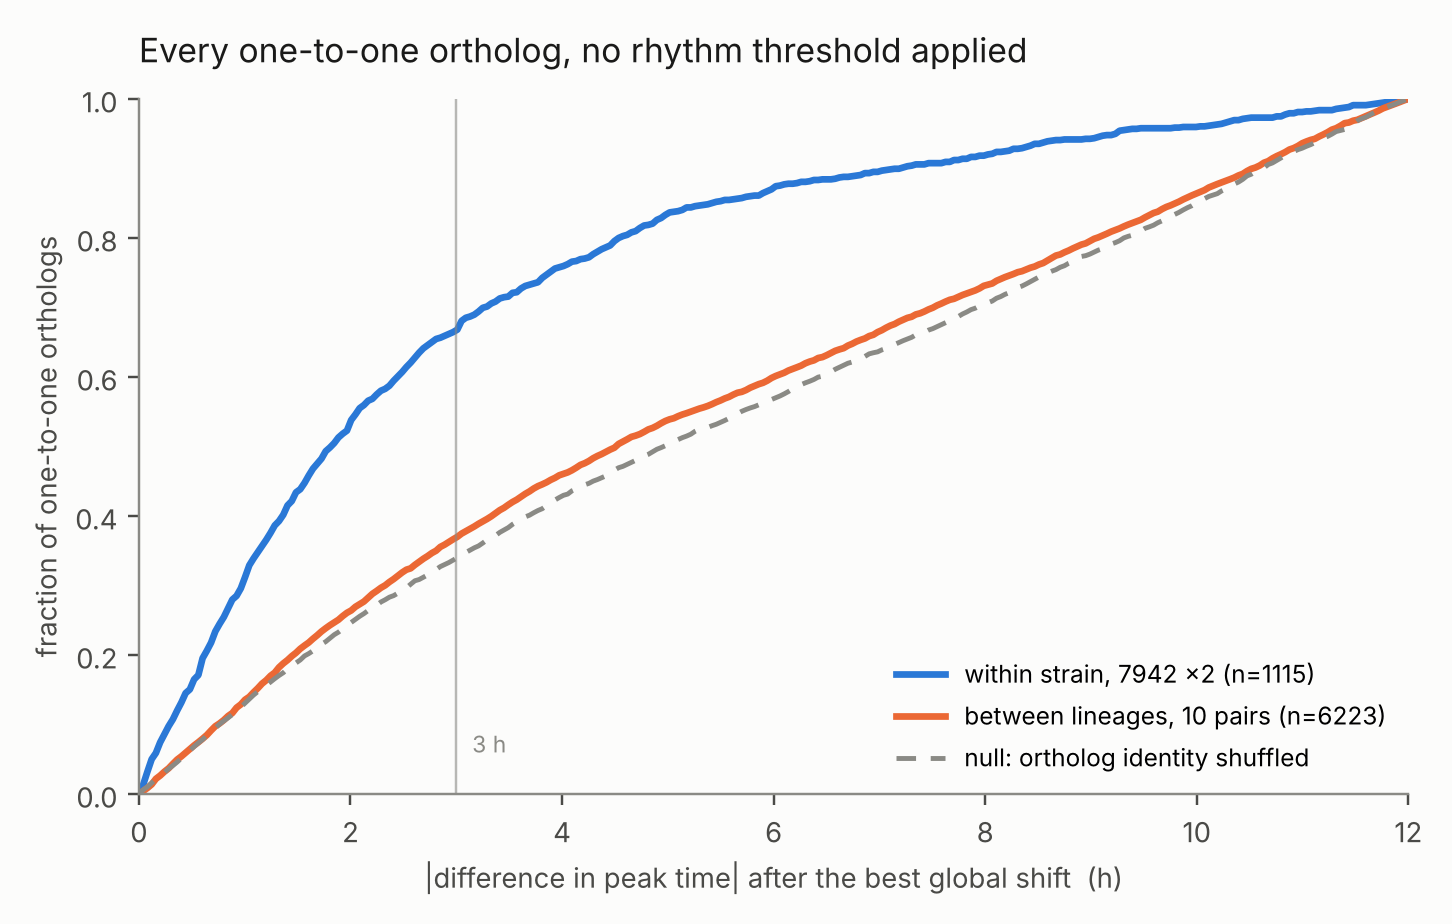 Every one-to-one ortholog, no rhythm threshold applied
fraction of one-to-one orthologs
1.0
0.8
0.6
0.4
0.2
0.0
3 h
within strain, 7942 ×2 (n=1115)
between lineages, 10 pairs (n=6223)
null: ortholog identity shuffled
0 2 4 6 8 10 12
|difference in peak time| after the best global shift (h)